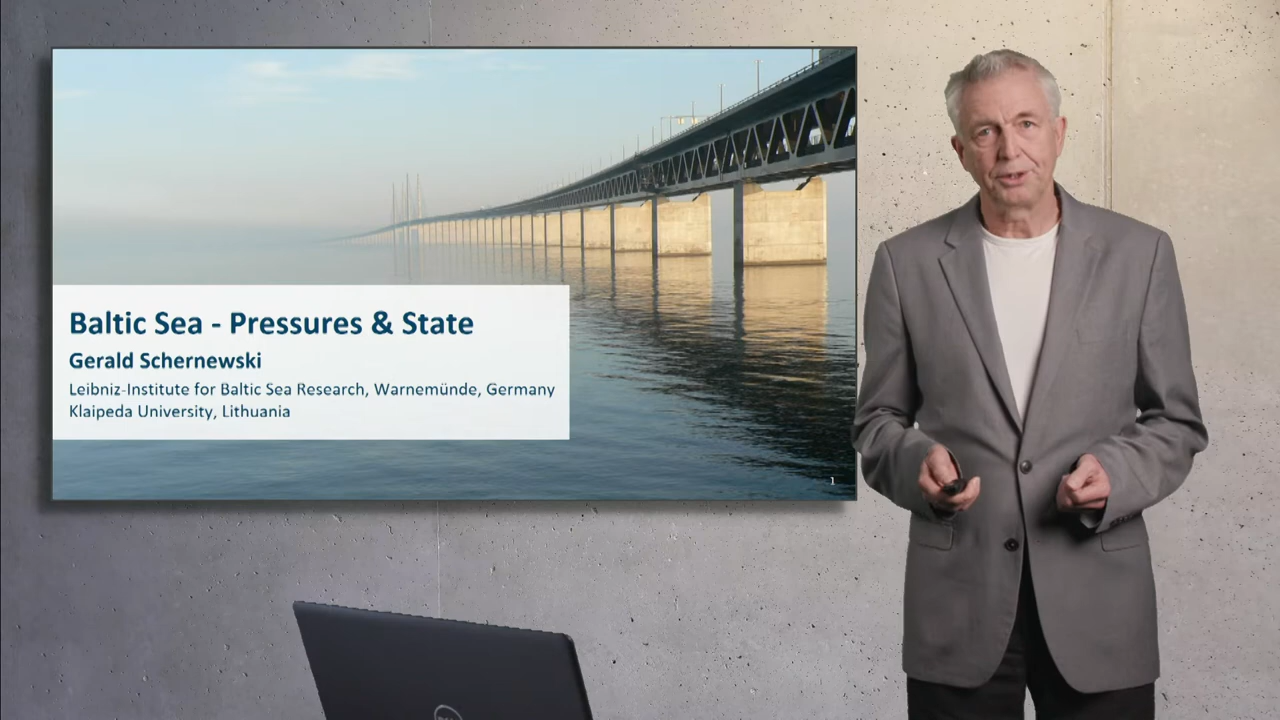 Baltic Sea - Pressures & State
Gerald Schernewski
Leibniz-Institute for Baltic Sea Research, Warnemünde, Germany
Klaipeda University, Lithuania
1